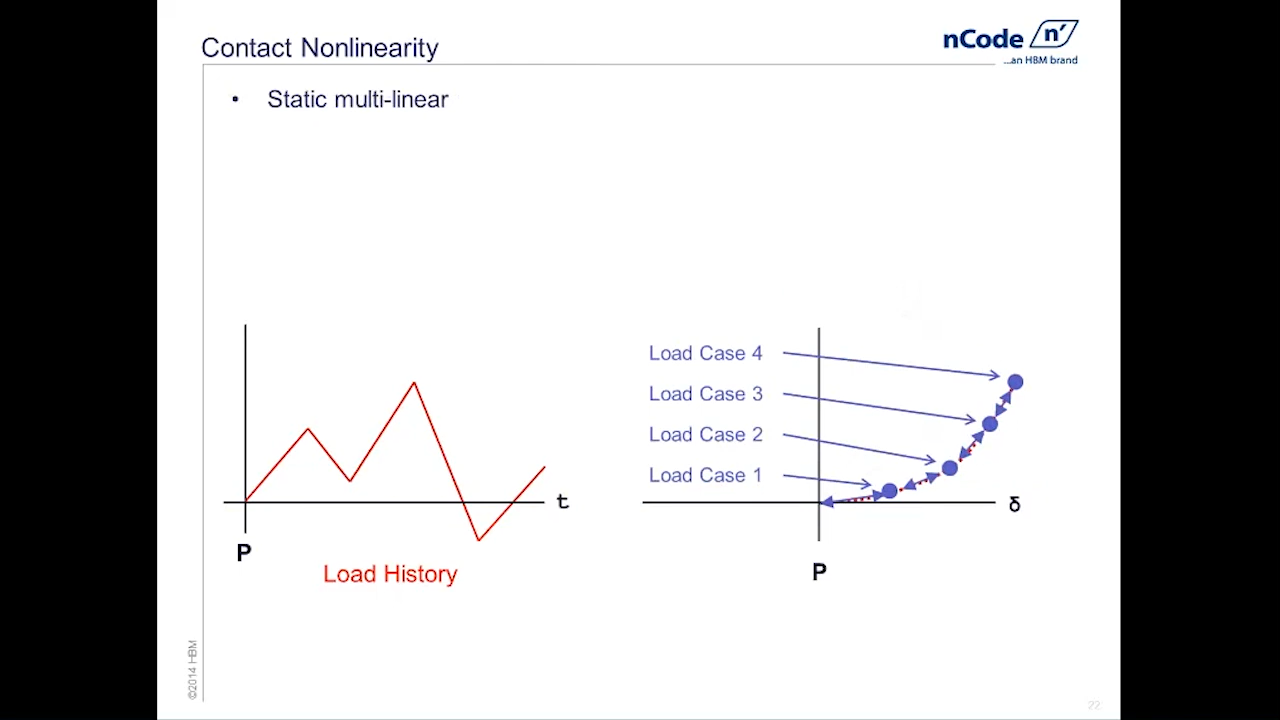 Contact Nonlinearity
nCode n'
...an HBM brand
• Static multi-linear
Load Case 4
Load Case 3
Load Case 2
Load Case 1
t
P
Load History
δ
P
©2014 HBM
22